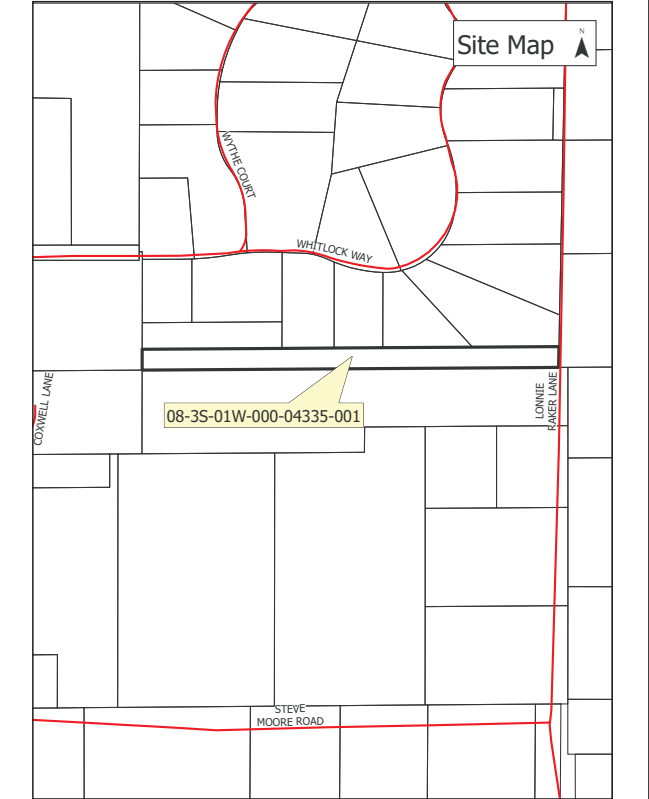 N
Site Map
WYTHE COURT
WHITLOCK WAY
COXWELL LANE
08-3S-01W-000-04335-001
LONNIE
RAKER LANE
STEVE
MOORE ROAD